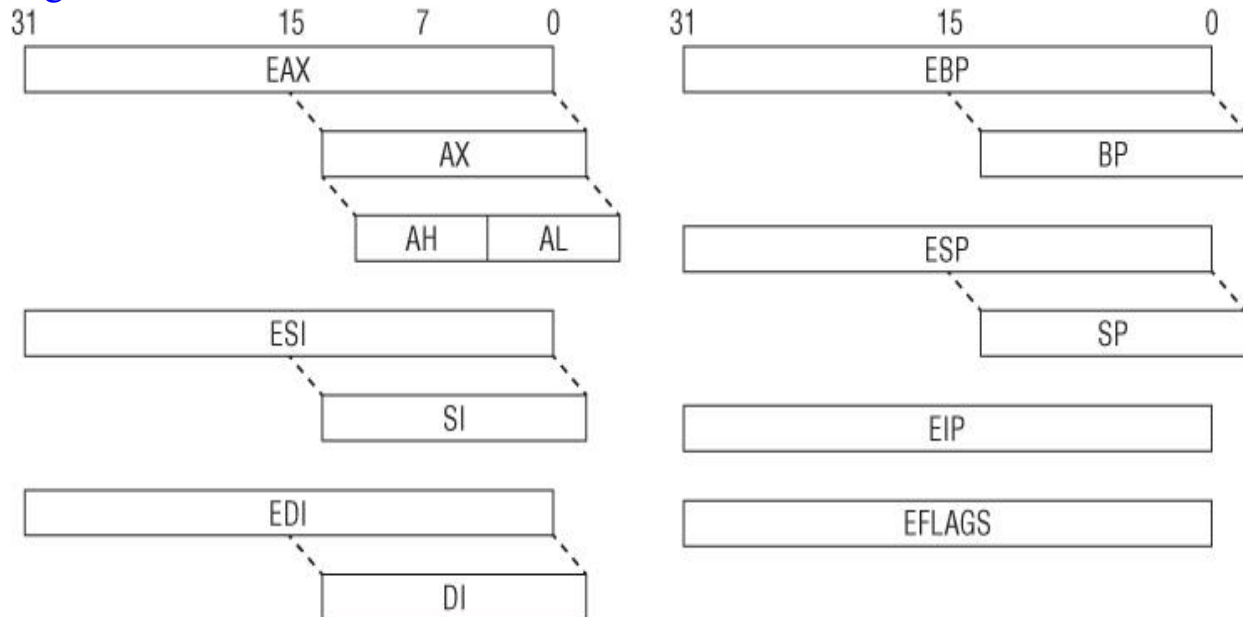 31 15 7 0
EAX
AX
AH AL
ESI
SI
EDI
DI
31 15 0
EBP
BP
ESP
SP
EIP
EFLAGS